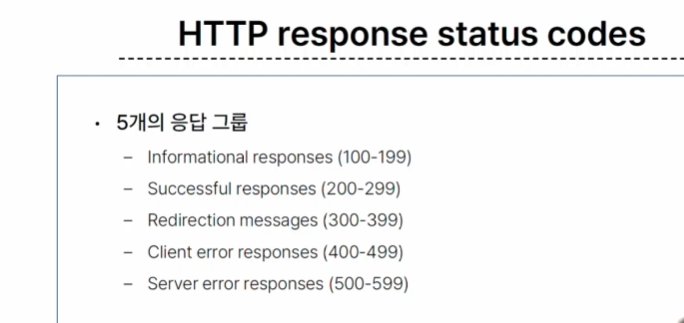 HTTP response status codes
• 5개의 응답 그룹
– Informational responses (100-199)
– Successful responses (200-299)
– Redirection messages (300-399)
– Client error responses (400-499)
– Server error responses (500-599)